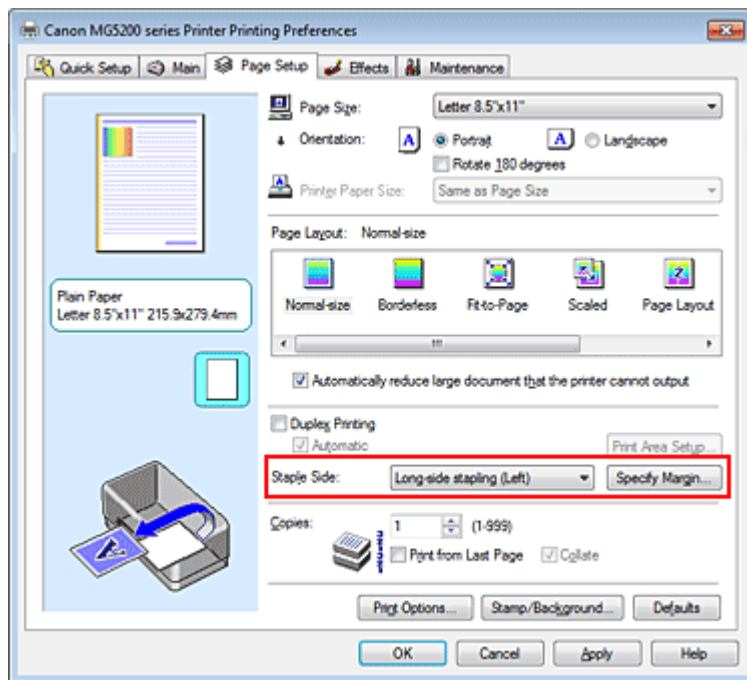 Canon MG5200 series Printer Printing Preferences
Quick Setup Main Page Setup Effects Maintenance
Page Size: Letter 8.5"x11"
Orientation: A Portrait A Landscape
Rotate 180 degrees
Printer Paper Size: Same as Page Size
Page Layout: Normal-size
Normal-size Borderless Fit-to-Page Scaled Page Layout
Plain Paper
Letter 8.5"x11" 215.9x279.4mm
Automatically reduce large document that the printer cannot output
Duplex Printing
Automatic Print Area Setup...
Staple Side: Long-side stapling (Left) Specify Margin...
Copies: 1 (1-999)
Print from Last Page Collate
Print Options... Stamp/Background... Defaults
OK Cancel Apply Help